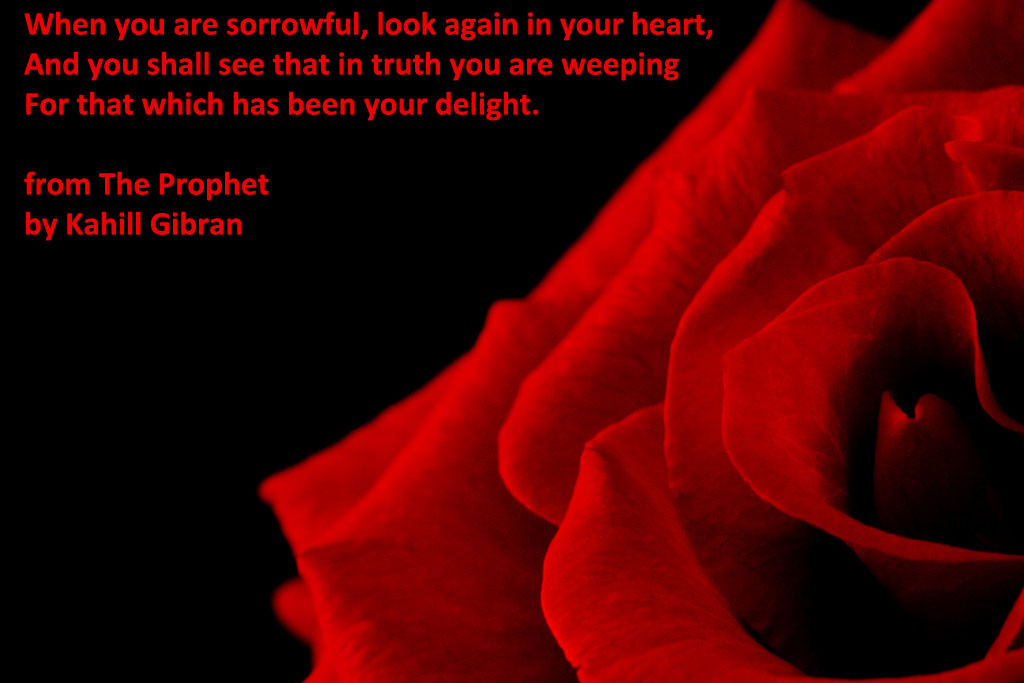 When you are sorrowful, look again in your heart,
And you shall see that in truth you are weeping
For that which has been your delight.
from The Prophet
by Kahill Gibran